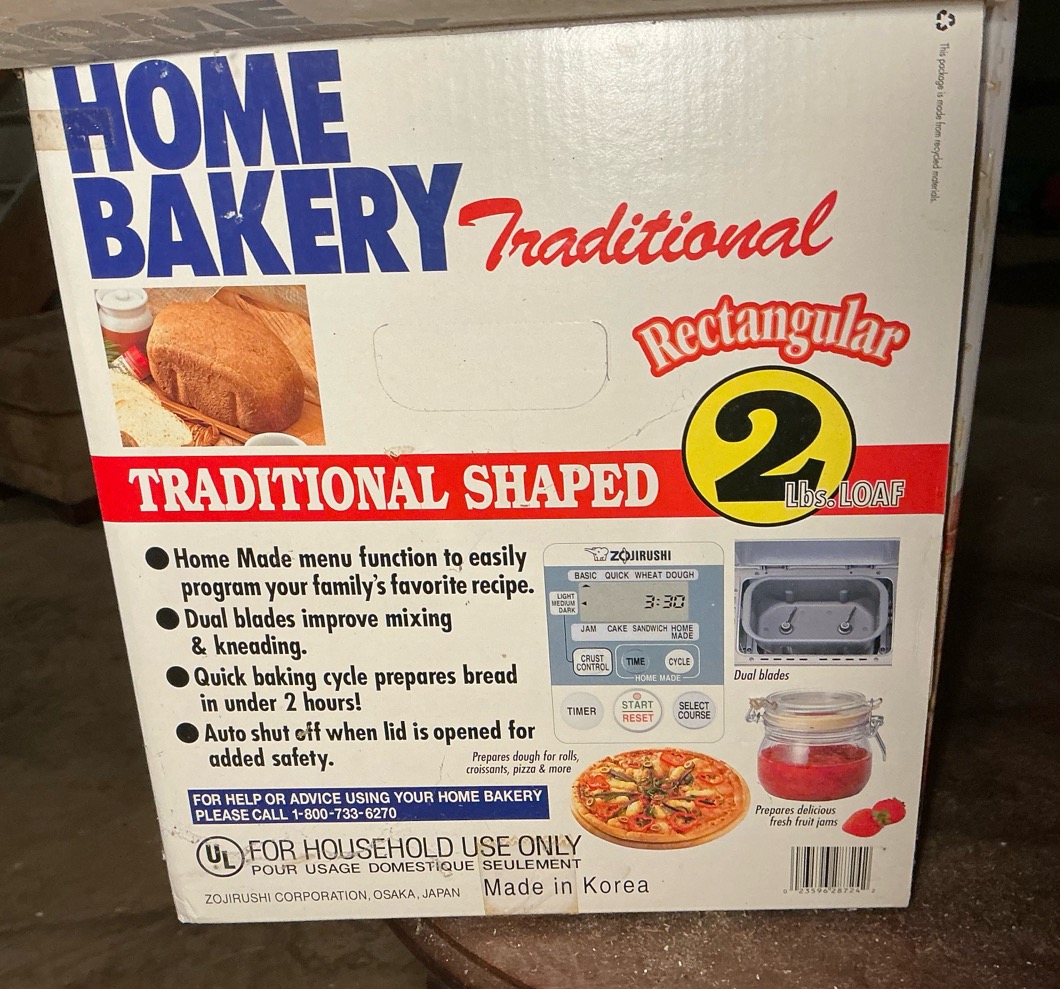 This package is made from recycled materials.
HOME
BAKERY Traditional
Rectangular
2
Lbs. LOAF
TRADITIONAL SHAPED
● Home Made menu function to easily
program your family's favorite recipe.
● Dual blades improve mixing
& kneading.
● Quick baking cycle prepares bread
in under 2 hours!
● Auto shut off when lid is opened for
added safety.
ZOJIRUSHI
BASIC QUICK WHEAT DOUGH
LIGHT
MEDIUM
DARK
3:30
JAM CAKE SANDWICH HOME
MADE
CRUST
CONTROL
TIME
CYCLE
HOME MADE
TIMER
START
RESET
SELECT
COURSE
Dual blades
Prepares dough for rolls,
croissants, pizza & more
Prepares delicious
fresh fruit jams
FOR HELP OR ADVICE USING YOUR HOME BAKERY
PLEASE CALL 1-800-733-6270
UL FOR HOUSEHOLD USE ONLY
POUR USAGE DOMESTIQUE SEULEMENT
ZOJIRUSHI CORPORATION, OSAKA, JAPAN Made in Korea
0 23596 28724 2